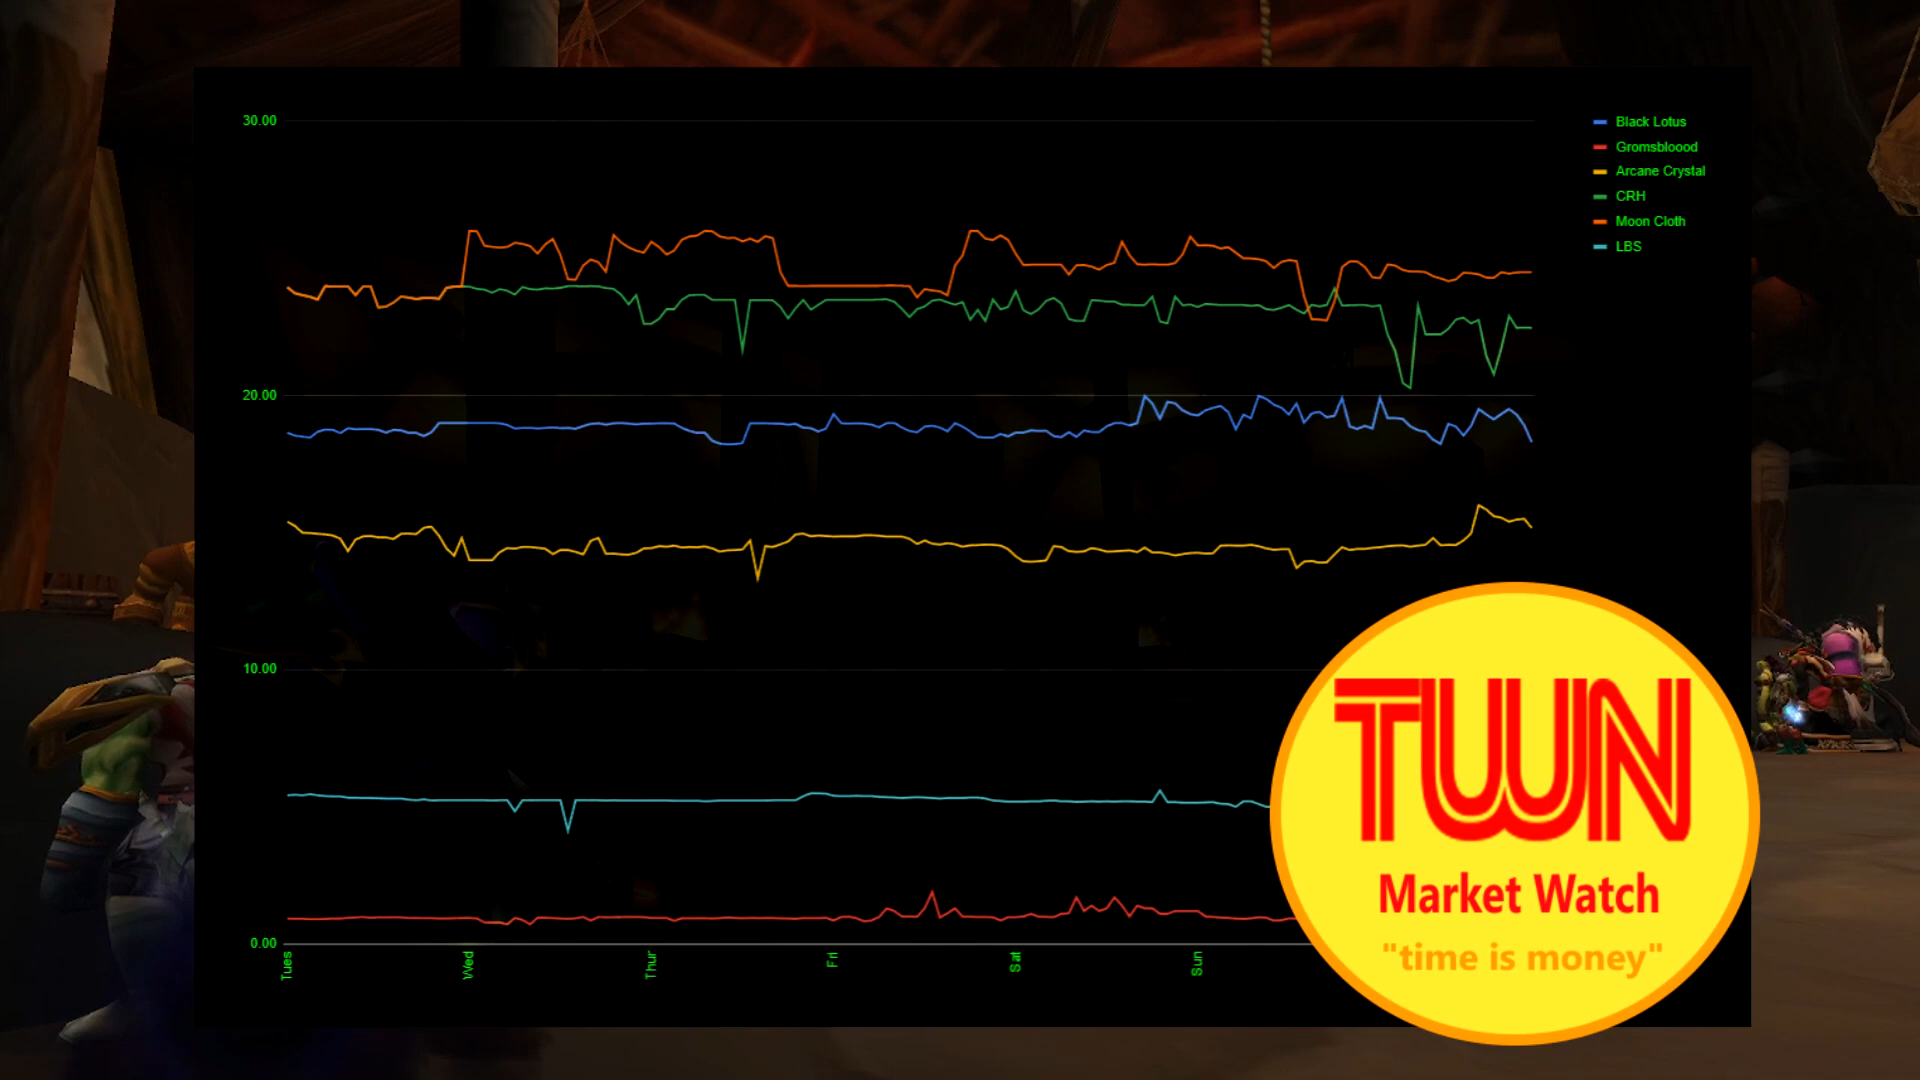 30.00
20.00
10.00
0.00
Tues
Wed
Thur
Fri
Sat
Sun
Black Lotus
Gromsbloood
Arcane Crystal
CRH
Moon Cloth
LBS
TWN
Market Watch
"time is money"